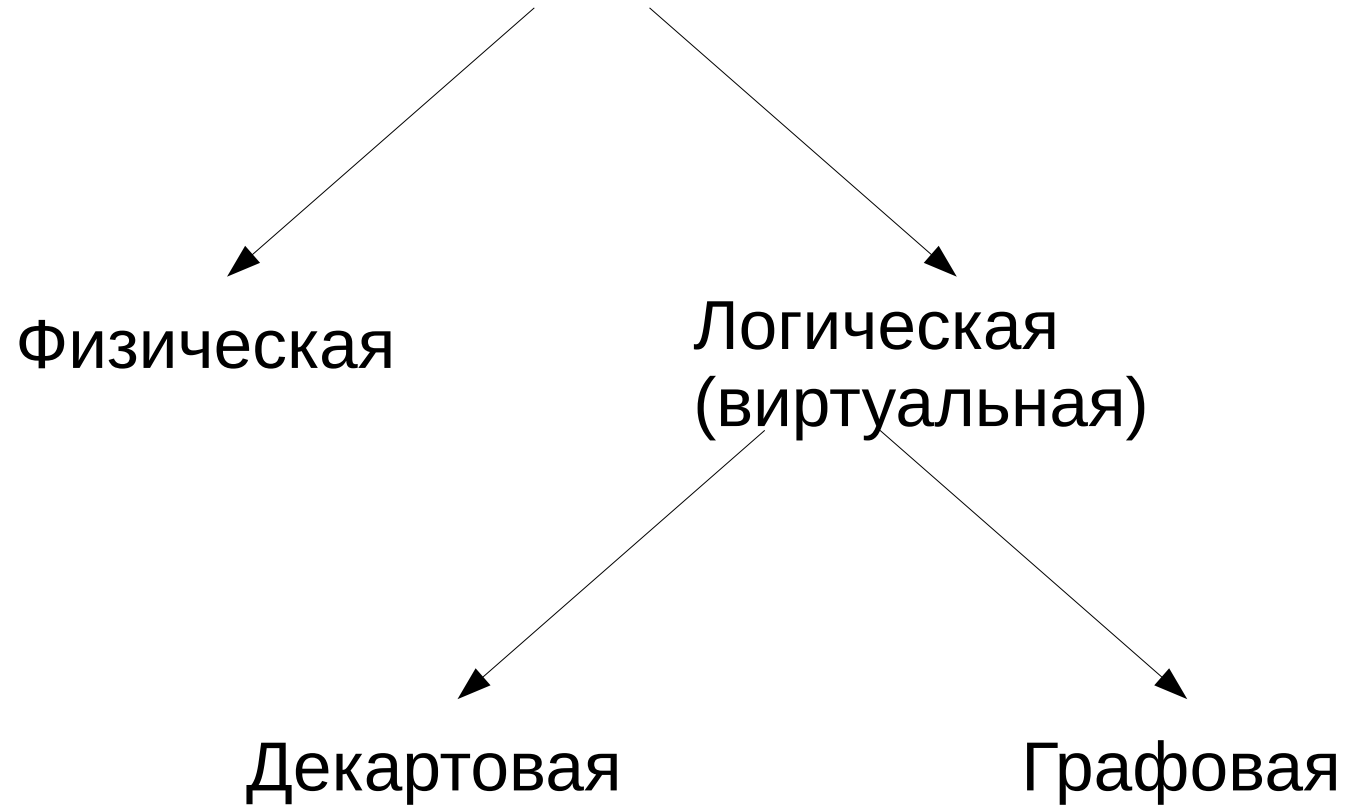 Физическая
Логическая
(виртуальная)
Декартовая
Графовая